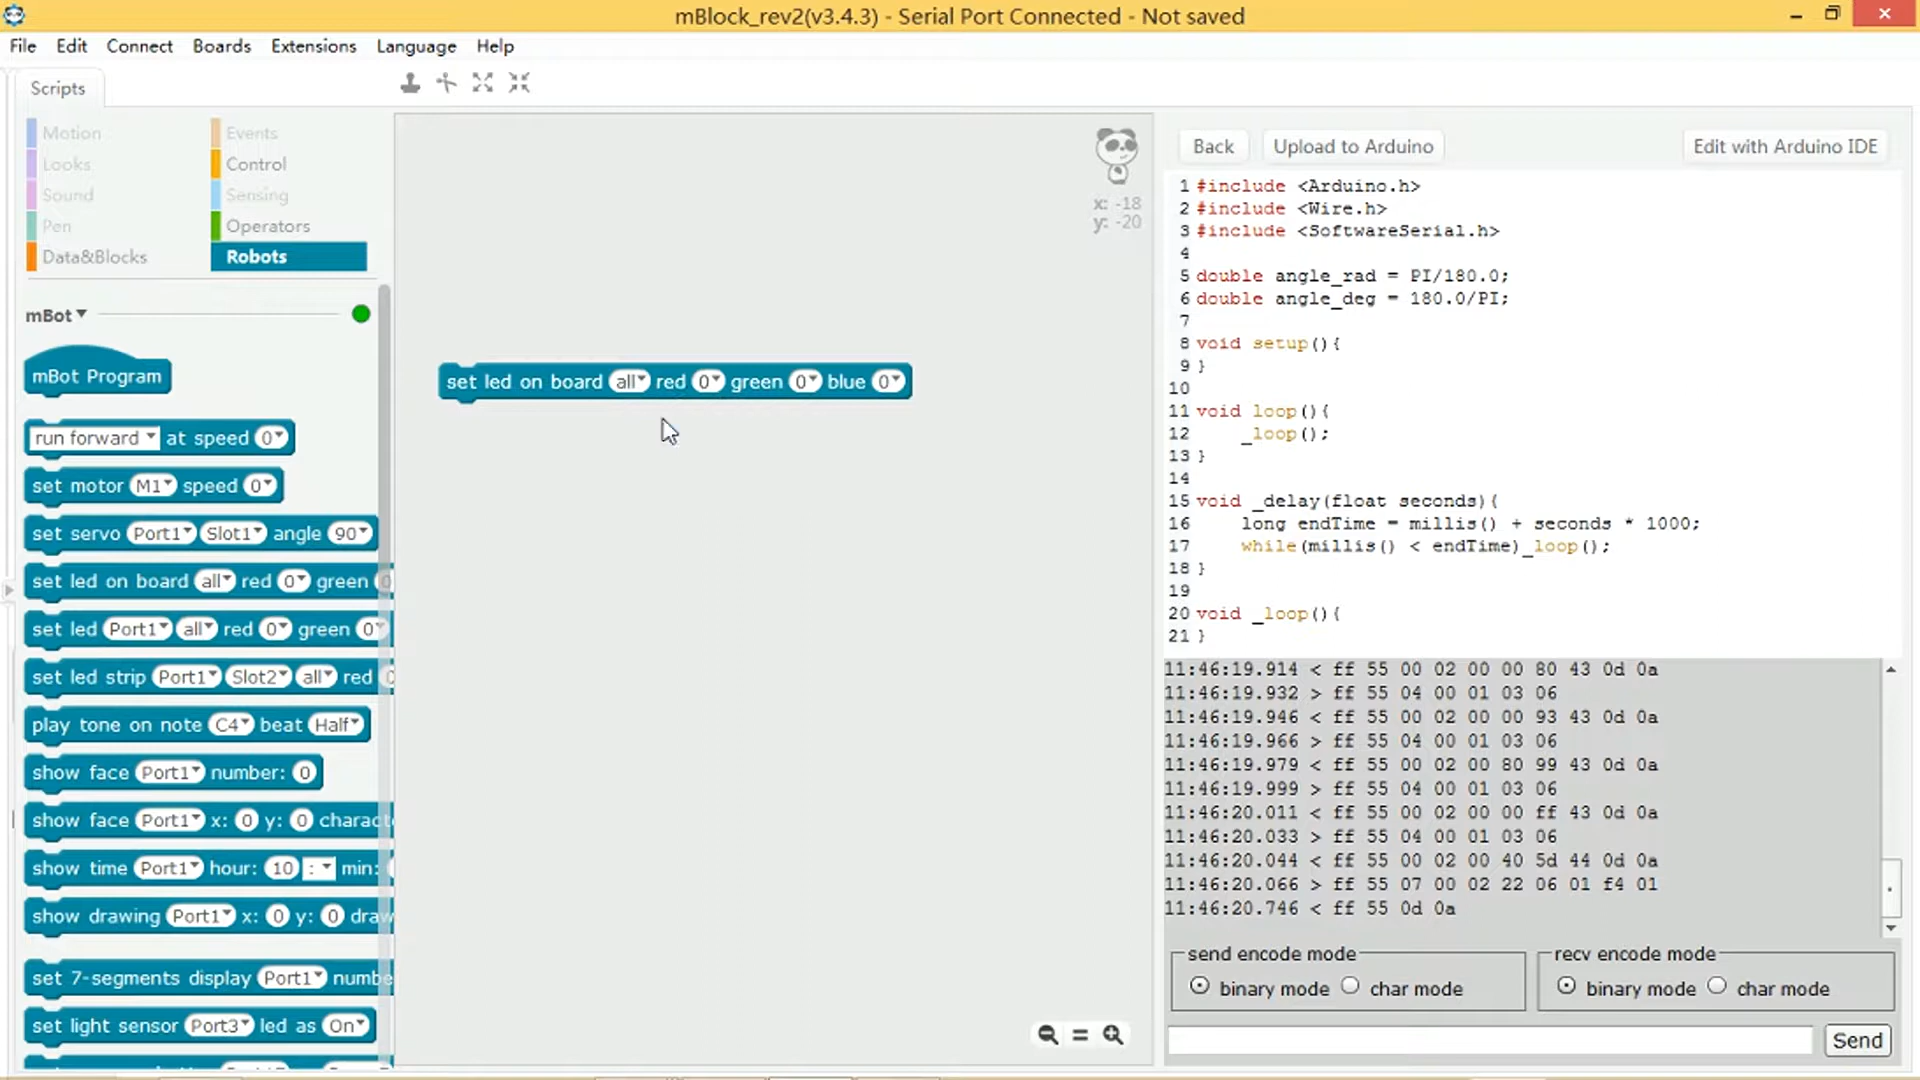 mBlock_rev2(v3.4.3) - Serial Port Connected - Not saved
File Edit Connect Boards Extensions Language Help
Scripts
Motion
Looks
Sound
Pen
Data&Blocks
Events
Control
Sensing
Operators
Robots
mBot
mBot Program
run forward at speed 0
set motor M1 speed 0
set servo Port1 Slot1 angle 90
set led on board all red 0 green 0
set led Port1 all red 0 green 0
set led strip Port1 Slot2 all red
play tone on note C4 beat Half
show face Port1 number: 0
show face Port1 x: 0 y: 0 charact
show time Port1 hour: 10 : min:
show drawing Port1 x: 0 y: 0 draw
set 7-segments display Port1 numbe
set light sensor Port3 led as On
set led on board all red 0 green 0 blue 0
x: -18
y: -20
Back Upload to Arduino Edit with Arduino IDE
1 #include <Arduino.h>
2 #include <Wire.h>
3 #include <SoftwareSerial.h>
4
5 double angle_rad = PI/180.0;
6 double angle_deg = 180.0/PI;
7
8 void setup(){
9 }
10
11 void loop(){
12 _loop();
13 }
14
15 void _delay(float seconds){
16 long endTime = millis() + seconds * 1000;
17 while(millis() < endTime)_loop();
18 }
19
20 void _loop(){
21 }
11:46:19.914 < ff 55 00 02 00 00 80 43 0d 0a
11:46:19.932 > ff 55 04 00 01 03 06
11:46:19.946 < ff 55 00 02 00 00 93 43 0d 0a
11:46:19.966 > ff 55 04 00 01 03 06
11:46:19.979 < ff 55 00 02 00 80 99 43 0d 0a
11:46:19.999 > ff 55 04 00 01 03 06
11:46:20.011 < ff 55 00 02 00 00 ff 43 0d 0a
11:46:20.033 > ff 55 04 00 01 03 06
11:46:20.044 < ff 55 00 02 00 40 5d 44 0d 0a
11:46:20.066 > ff 55 07 00 02 22 06 01 f4 01
11:46:20.746 < ff 55 0d 0a
send encode mode
binary mode char mode
recv encode mode
binary mode char mode
Send